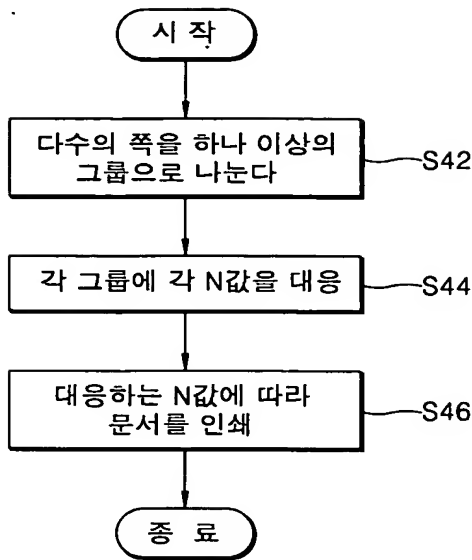 시 작
다수의 쪽을 하나 이상의
그룹으로 나눈다
S42
각 그룹에 각 N값을 대응
S44
대응하는 N값에 따라
문서를 인쇄
S46
종 료